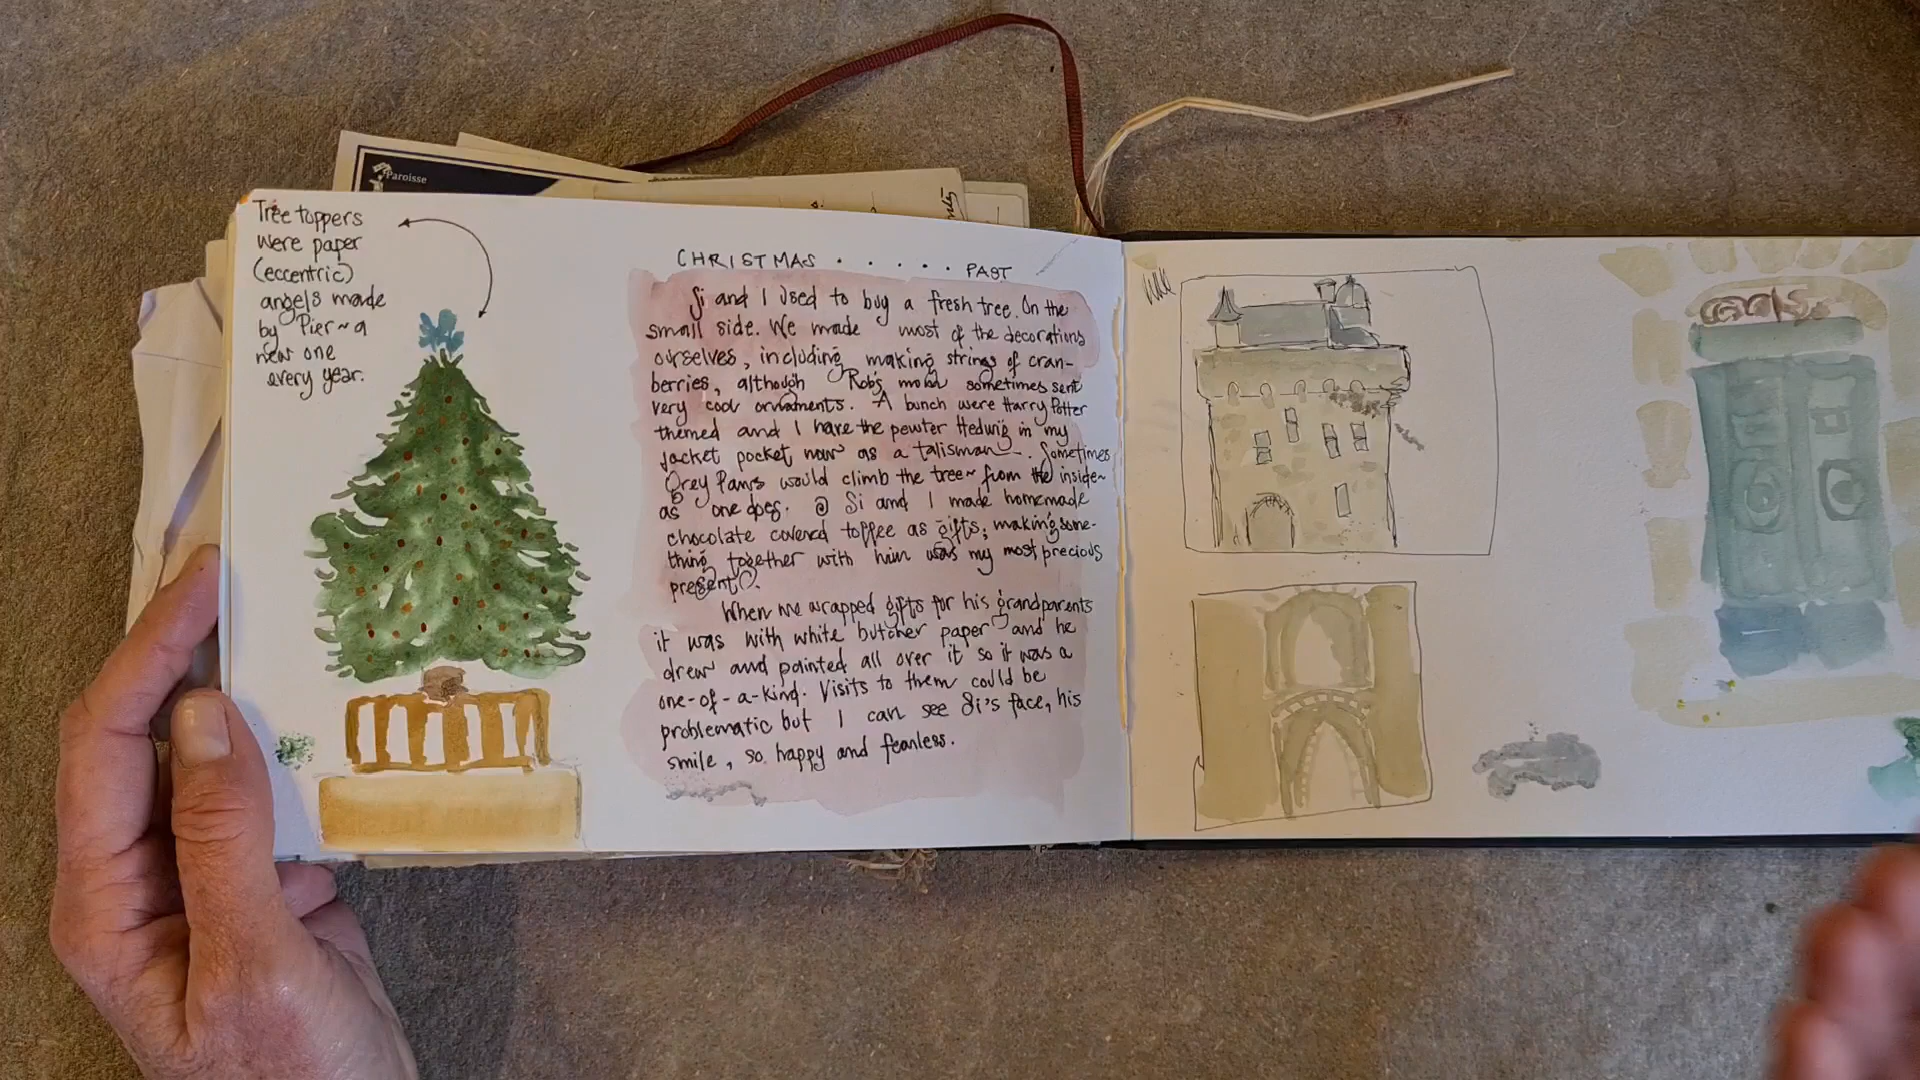 Paroisse
Tree toppers
were paper
(eccentric)
angels made
by Pier~a
new one
every year.
CHRISTMAS . . . . . PAST
Si and I used to buy a fresh tree. On the
small side. We made most of the decorations
ourselves, including making strings of cran-
berries, although Rob's mom sometimes sent
very cool ornaments. A bunch were Harry Potter
themed and I have the pewter Hedwig in my
jacket pocket now as a talisman~. Sometimes
Grey Paws would climb the tree~ from the inside~
as one does. @ Si and I made homemade
chocolate covered toffee as gifts; making some-
thing together with him was my most precious
present.
When we wrapped gifts for his grandparents
it was with white butcher paper and he
drew and painted all over it so it was a
one-of-a-kind. Visits to them could be
problematic but I can see Si's face, his
smile, so happy and fearless.